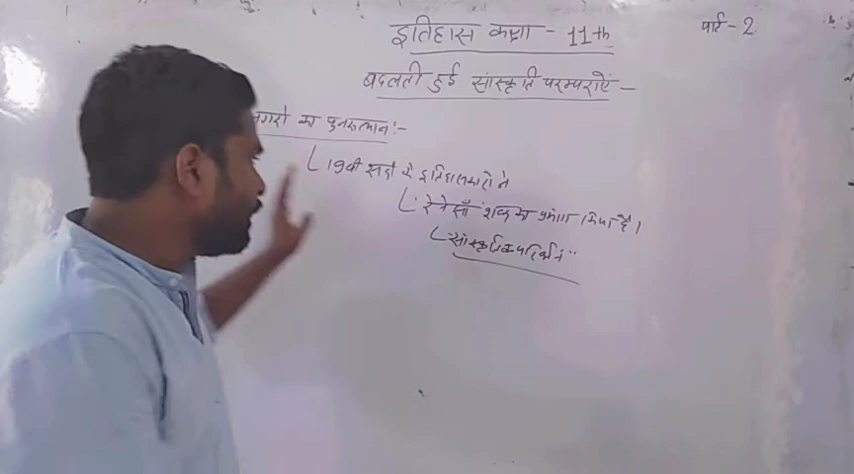 इतिहास कक्षा - 11th
पार्ट - 2
बदलती हुई सांस्कृति परम्पराऐं -
नगरो का पुनरुत्थान :-
19वी सदी के इतिहासकारो ने
रेनेसाँ शब्द का प्रयोग किया है।
"सांस्कृतिक परिवर्तन"